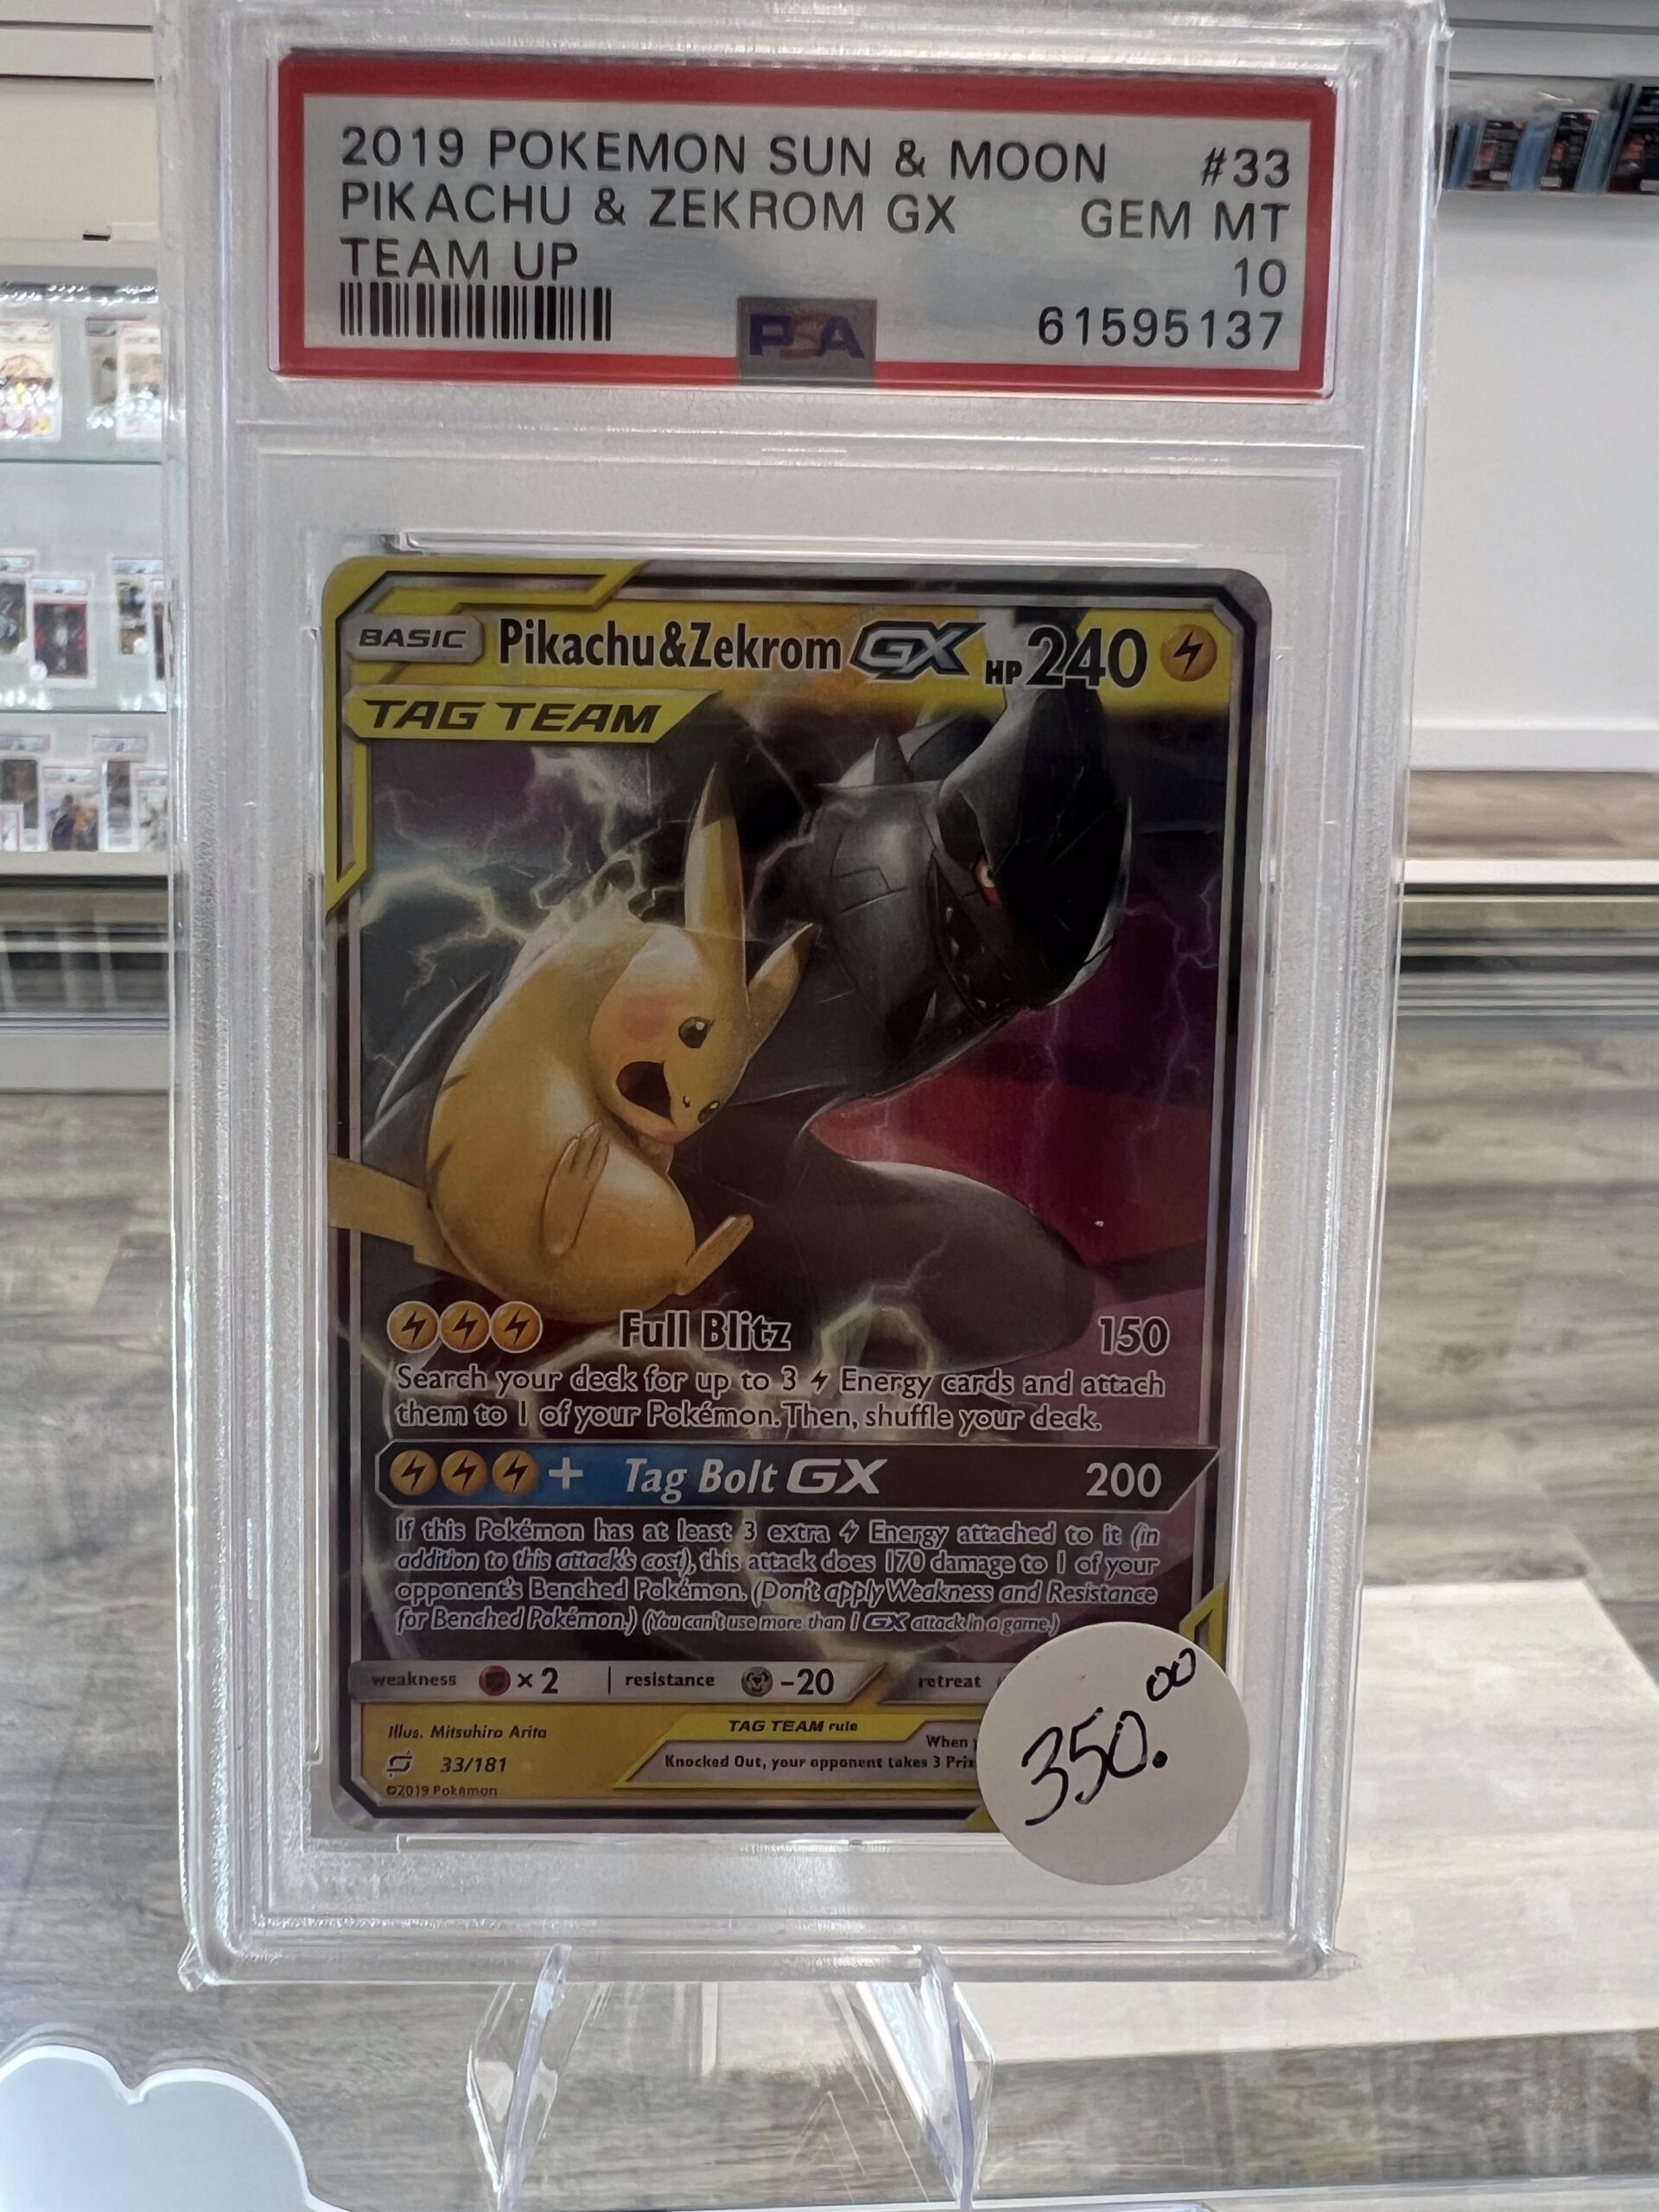 2019 POKEMON SUN & MOON #33
PIKACHU & ZEKROM GX GEM MT
TEAM UP 10
PSA 61595137
BASIC Pikachu&Zekrom GX HP 240
TAG TEAM
Full Blitz 150
Search your deck for up to 3 Energy cards and attach
them to 1 of your Pokémon. Then, shuffle your deck.
+ Tag Bolt GX 200
If this Pokémon has at least 3 extra Energy attached to it (in
addition to this attack's cost), this attack does 170 damage to 1 of your
opponent's Benched Pokémon. (Don't apply Weakness and Resistance
for Benched Pokémon.) (You can't use more than 1 GX attack in a game.)
weakness ×2 resistance -20 retreat
Illus. Mitsuhiro Arita
TAG TEAM rule
When
33/181
Knocked Out, your opponent takes 3 Priz
©2019 Pokémon
350.00